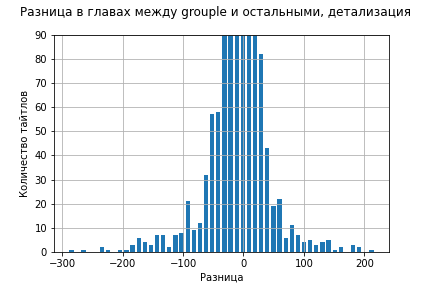 Разница в главах между grouple и остальными, детализация
90
80
70
60
50
40
30
20
10
0
Количество тайтлов
−300 −200 −100 0 100 200
Разница